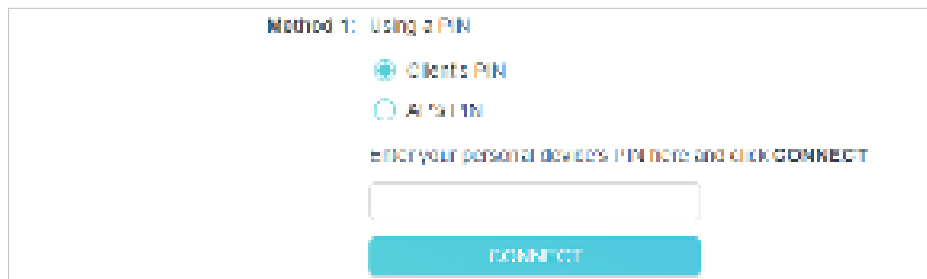 Method 1: Using a PIN
Client's PIN
AP's PIN
Enter your personal device's PIN here and click CONNECT
CONNECT